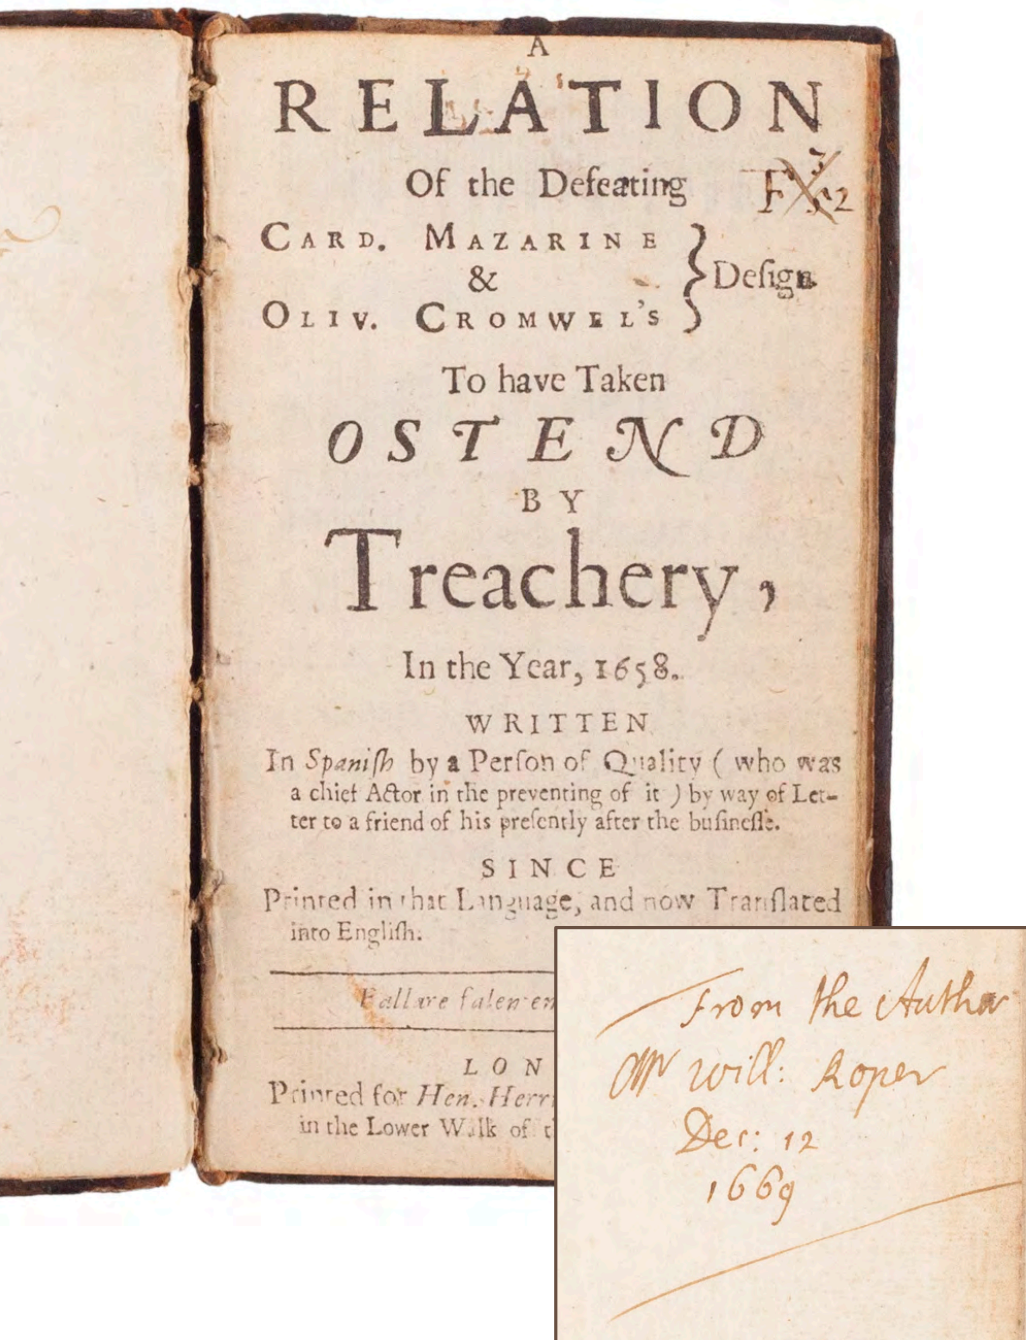 A
RELATION
Of the Defeating
CARD. MAZARINE
&
OLIV. CROMWEL'S
} Deſign
To have Taken
OSTEND
BY
Treachery,
In the Year, 1658.
WRITTEN
In Spaniſh by a Perſon of Quality ( who was
a chief Actor in the preventing of it ) by way of Let-
ter to a friend of his preſently after the buſineſſe.
SINCE
Printed in that Language, and now Tranſlated
into Engliſh.
Fallere fallen
LON
Printed for Hen. Herr
in the Lower Walk of t
From the Autho
Mr Will: Roper
Dec: 12
1669